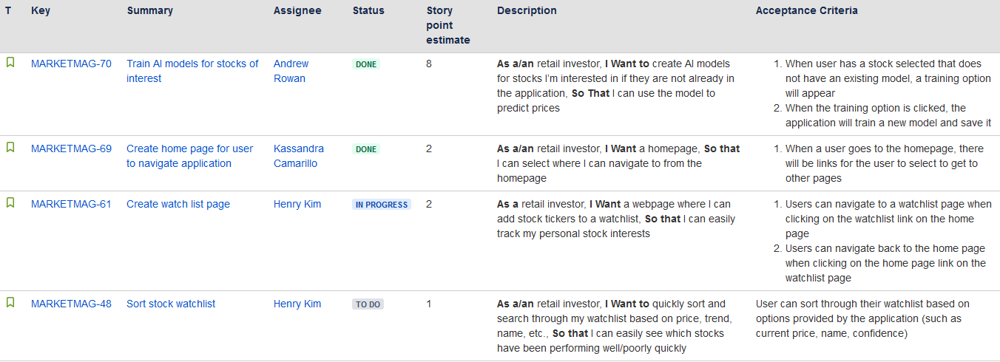 T Key Summary Assignee Status Story point estimate Description Acceptance Criteria
MARKETMAG-70
Train AI models for stocks of
interest
Andrew
Rowan
DONE
8
As a/an retail investor, I Want to create AI models
for stocks I'm interested in if they are not already in
the application, So That I can use the model to
predict prices
1. When user has a stock selected that does
not have an existing model, a training option
will appear
2. When the training option is clicked, the
application will train a new model and save it
MARKETMAG-69
Create home page for user
to navigate application
Kassandra
Camarillo
DONE
2
As a/an retail investor, I Want a homepage, So that
I can select where I can navigate to from the
homepage
1. When a user goes to the homepage, there
will be links for the user to select to get to
other pages
MARKETMAG-61
Create watch list page
Henry Kim
IN PROGRESS
2
As a retail investor, I Want a webpage where I can
add stock tickers to a watchlist, So that I can easily
track my personal stock interests
1. Users can navigate to a watchlist page when
clicking on the watchlist link on the home
page
2. Users can navigate back to the home page
when clicking on the home page link on the
watchlist page
MARKETMAG-48
Sort stock watchlist
Henry Kim
TO DO
1
As a/an retail investor, I Want to quickly sort and
search through my watchlist based on price, trend,
name, etc., So that I can easily see which stocks
have been performing well/poorly quickly
User can sort through their watchlist based on
options provided by the application (such as
current price, name, confidence)